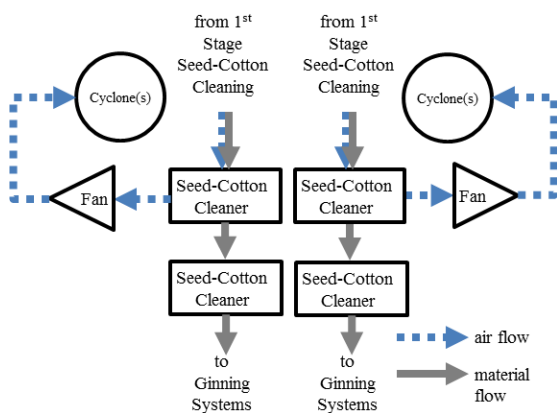 from 1st
Stage
Seed-Cotton
Cleaning
from 1st
Stage
Seed-Cotton
Cleaning
Cyclone(s)
Cyclone(s)
Fan
Seed-Cotton
Cleaner
Seed-Cotton
Cleaner
Fan
Seed-Cotton
Cleaner
Seed-Cotton
Cleaner
to
Ginning
Systems
to
Ginning
Systems
air flow
material
flow